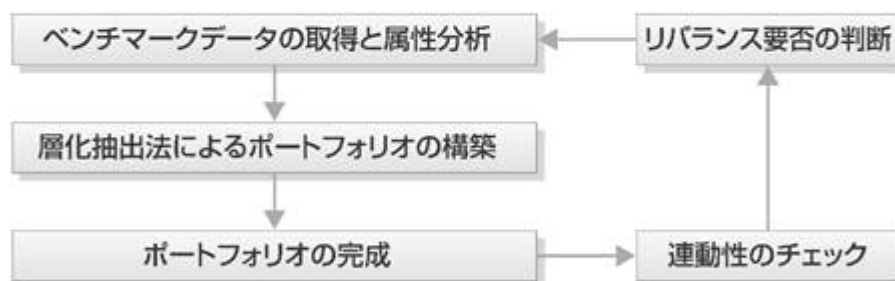 ベンチマークデータの取得と属性分析
リバランス要否の判断
層化抽出法によるポートフォリオの構築
ポートフォリオの完成
連動性のチェック